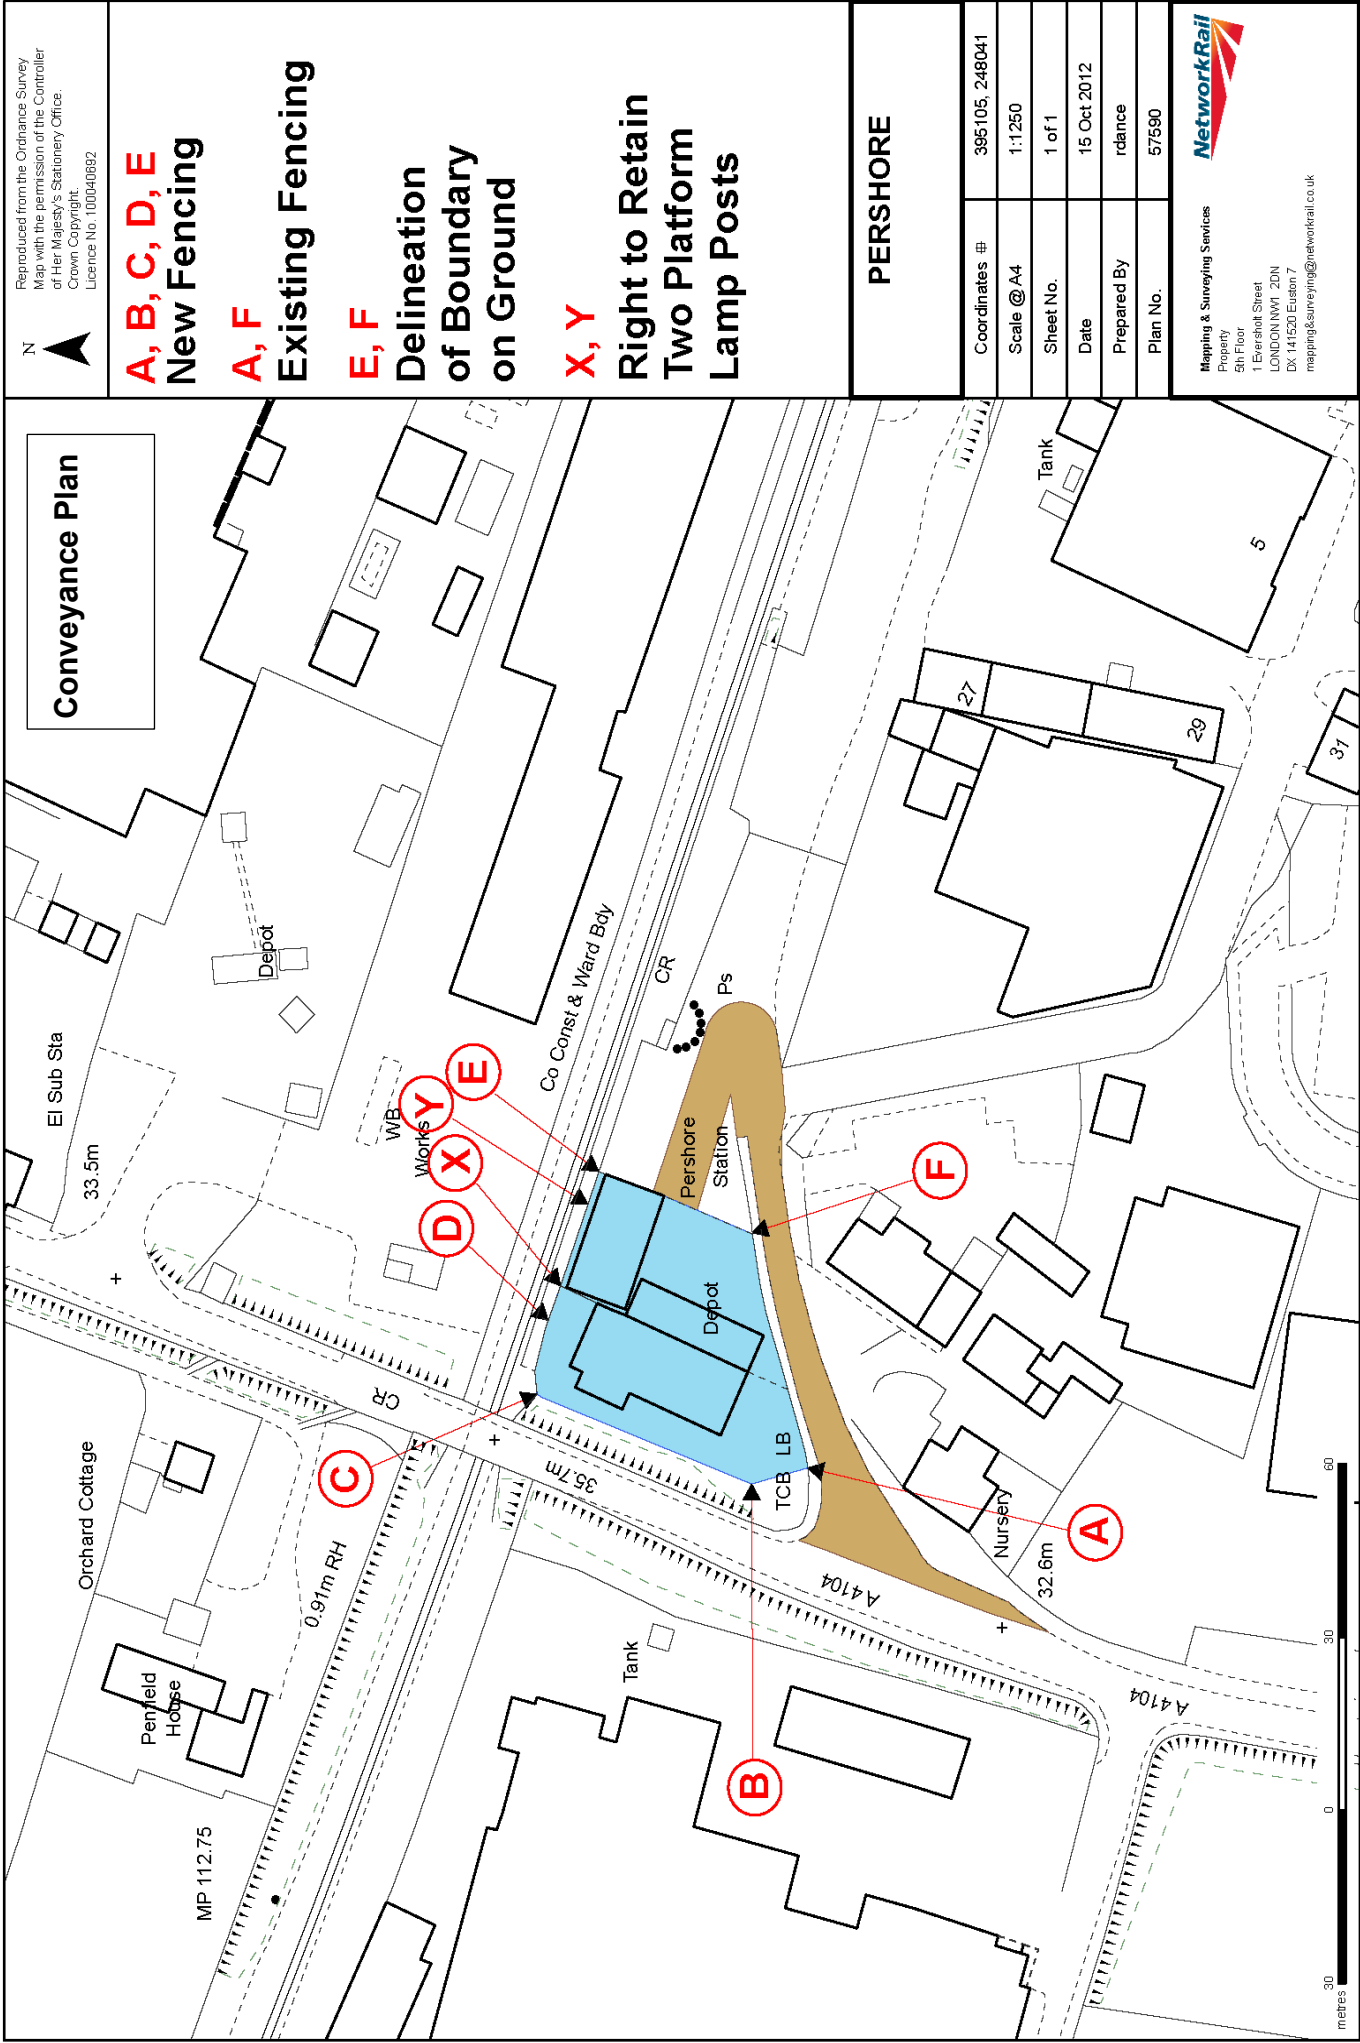 Conveyance Plan
El Sub Sta
33.5m
Depot
WB
Works
Orchard Cottage
Penfield
House
0.91m RH
MP 112.75
CR
Co Const & Ward Bdy
CR
Ps
Pershore
Station
Depot
LB
TCB
35.7m
A 4104
32.6m
Nursery
Tank
A 4104
Tank
5
27
29
31
A
B
C
D
E
F
X
Y
metres
30
0
30
60
N
Reproduced from the Ordnance Survey
Map with the permission of the Controller
of Her Majesty's Stationery Office.
Crown Copyright.
Licence No. 100040692
A, B, C, D, E
New Fencing
A, F
Existing Fencing
E, F
Delineation
of Boundary
on Ground
X, Y
Right to Retain
Two Platform
Lamp Posts
PERSHORE
Coordinates 395105, 248041
Scale @ A4 1:1250
Sheet No. 1 of 1
Date 15 Oct 2012
Prepared By rdance
Plan No. 57590
NetworkRail
Mapping & Surveying Services
Property
5th Floor
1 Eversholt Street
LONDON NW1 2DN
DX 141520 Euston 7
mapping&surveying@networkrail.co.uk